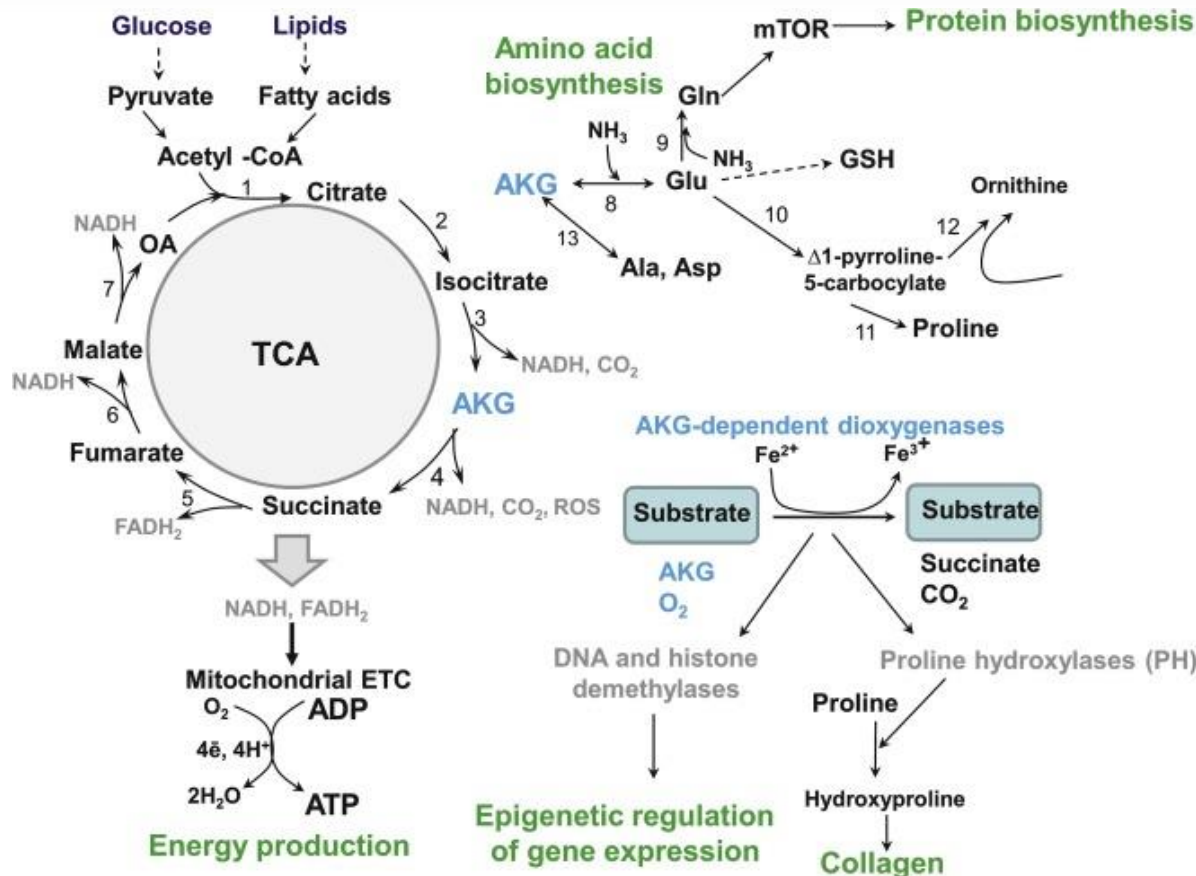 Glucose
Lipids
Pyruvate
Fatty acids
Acetyl -CoA
1
Citrate
2
Isocitrate
3
NADH, CO₂
AKG
4
NADH, CO₂, ROS
Succinate
5
FADH₂
Fumarate
6
NADH
Malate
7
NADH
OA
TCA
NADH, FADH₂
Mitochondrial ETC
O₂
ADP
4ē, 4H⁺
2H₂O
ATP
Energy production
Amino acid
biosynthesis
mTOR
Protein biosynthesis
Gln
NH₃
9
NH₃
AKG
8
Glu
GSH
13
Ala, Asp
10
Δ1-pyrroline-
5-carbocylate
12
Ornithine
11
Proline
AKG-dependent dioxygenases
Fe²⁺
Fe³⁺
Substrate
Substrate
AKG
O₂
Succinate
CO₂
DNA and histone
demethylases
Proline hydroxylases (PH)
Proline
Hydroxyproline
Epigenetic regulation
of gene expression
Collagen